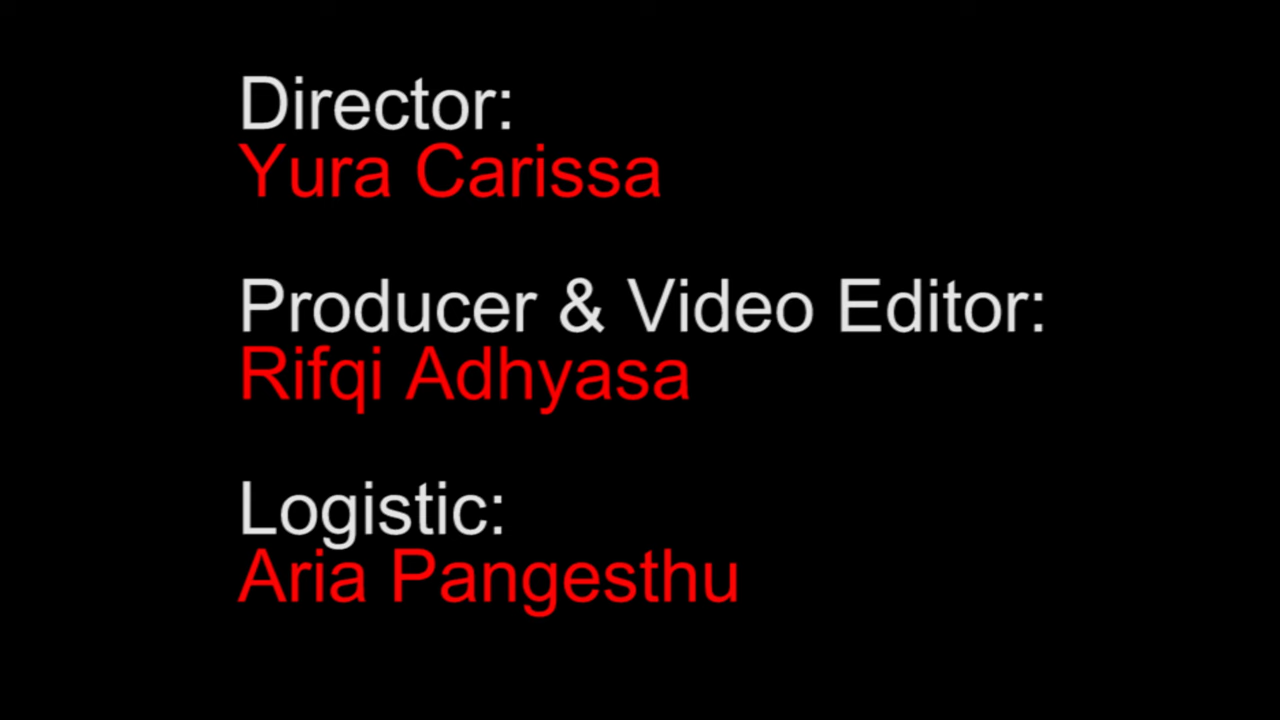 Director:
Yura Carissa
Producer & Video Editor:
Rifqi Adhyasa
Logistic:
Aria Pangesthu